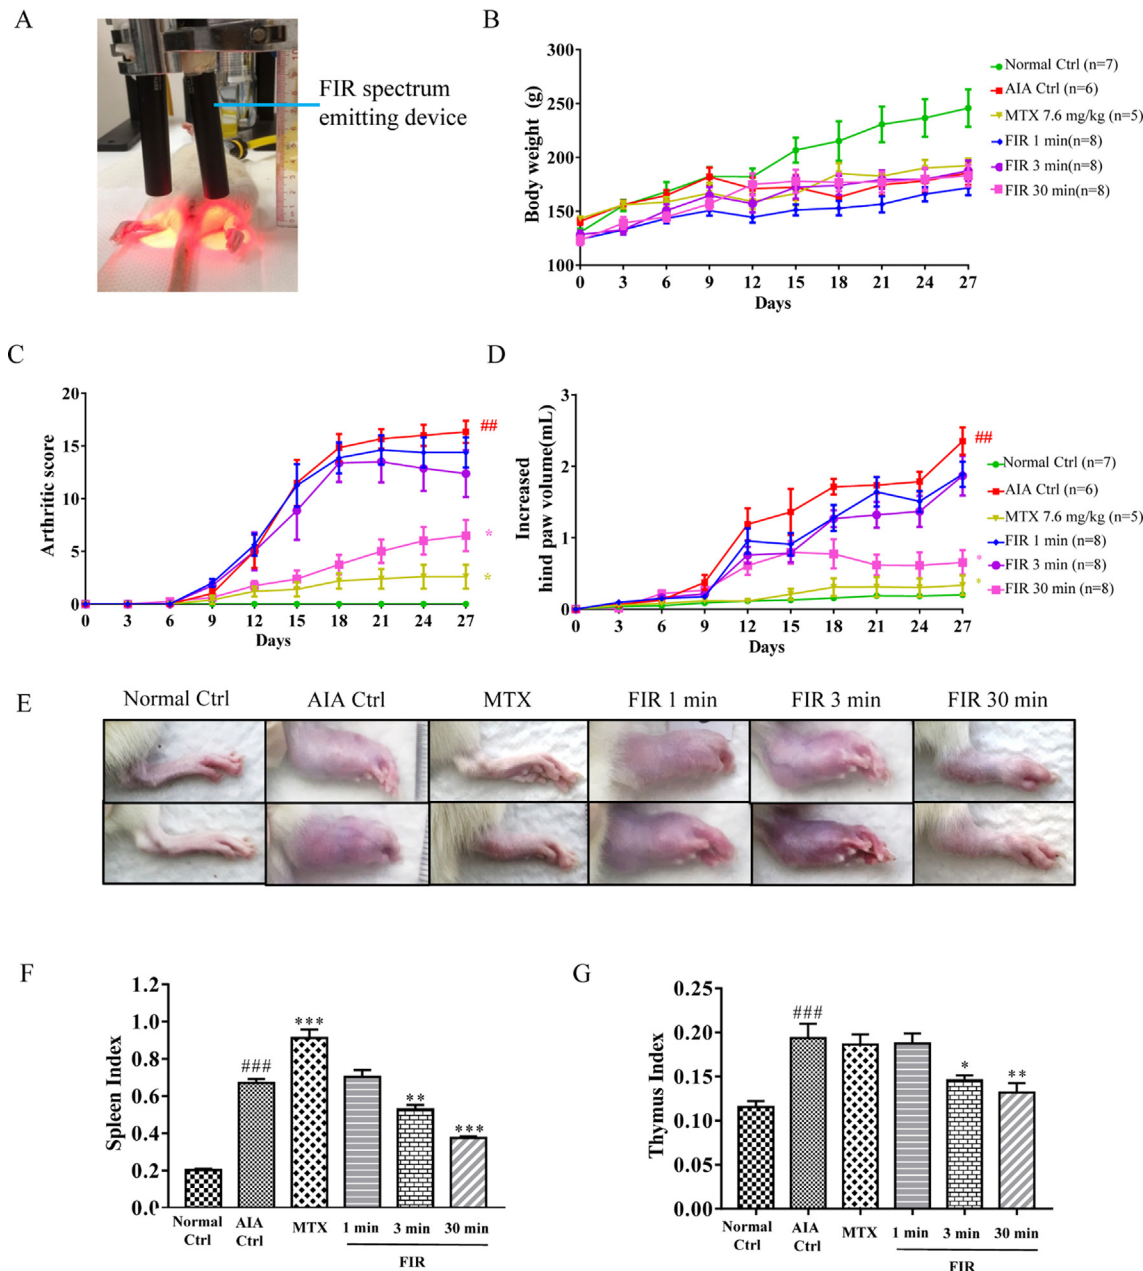 A
FIR spectrum
emitting device
B
Body weight (g)
300
250
200
150
100
0 3 6 9 12 15 18 21 24 27
Days
Normal Ctrl (n=7)
AIA Ctrl (n=6)
MTX 7.6 mg/kg (n=5)
FIR 1 min(n=8)
FIR 3 min(n=8)
FIR 30 min(n=8)
C
Arthritic score
20
15
10
5
0
0 3 6 9 12 15 18 21 24 27
Days
##
*
*
D
Increased
hind paw volume(mL)
3
2
1
0
0 3 6 9 12 15 18 21 24 27
Days
##
*
*
Normal Ctrl (n=7)
AIA Ctrl (n=6)
MTX 7.6 mg/kg (n=5)
FIR 1 min (n=8)
FIR 3 min (n=8)
FIR 30 min (n=8)
E
Normal Ctrl AIA Ctrl MTX FIR 1 min FIR 3 min FIR 30 min
F
Spleen Index
1.2
1.0
0.8
0.6
0.4
0.2
0.0
###
***
**
***
Normal
Ctrl
AIA
Ctrl
MTX
1 min
3 min
30 min
FIR
G
Thymus Index
0.25
0.20
0.15
0.10
0.05
0.00
###
*
**
Normal
Ctrl
AIA
Ctrl
MTX
1 min
3 min
30 min
FIR